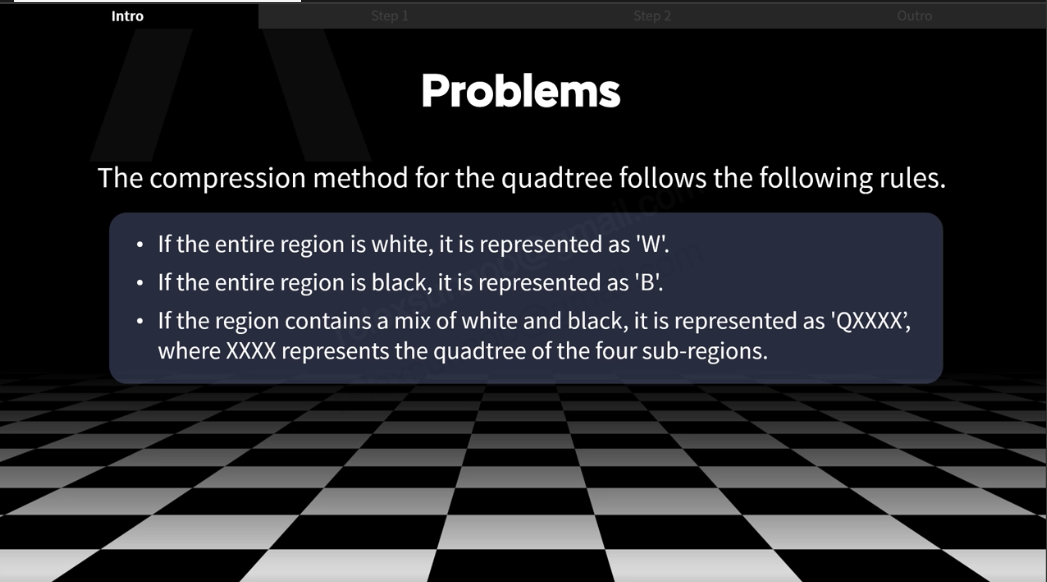 Intro
Step 1
Step 2
Outro
Problems
The compression method for the quadtree follows the following rules.
• If the entire region is white, it is represented as 'W'.
• If the entire region is black, it is represented as 'B'.
• If the region contains a mix of white and black, it is represented as 'QXXXX’,
where XXXX represents the quadtree of the four sub-regions.